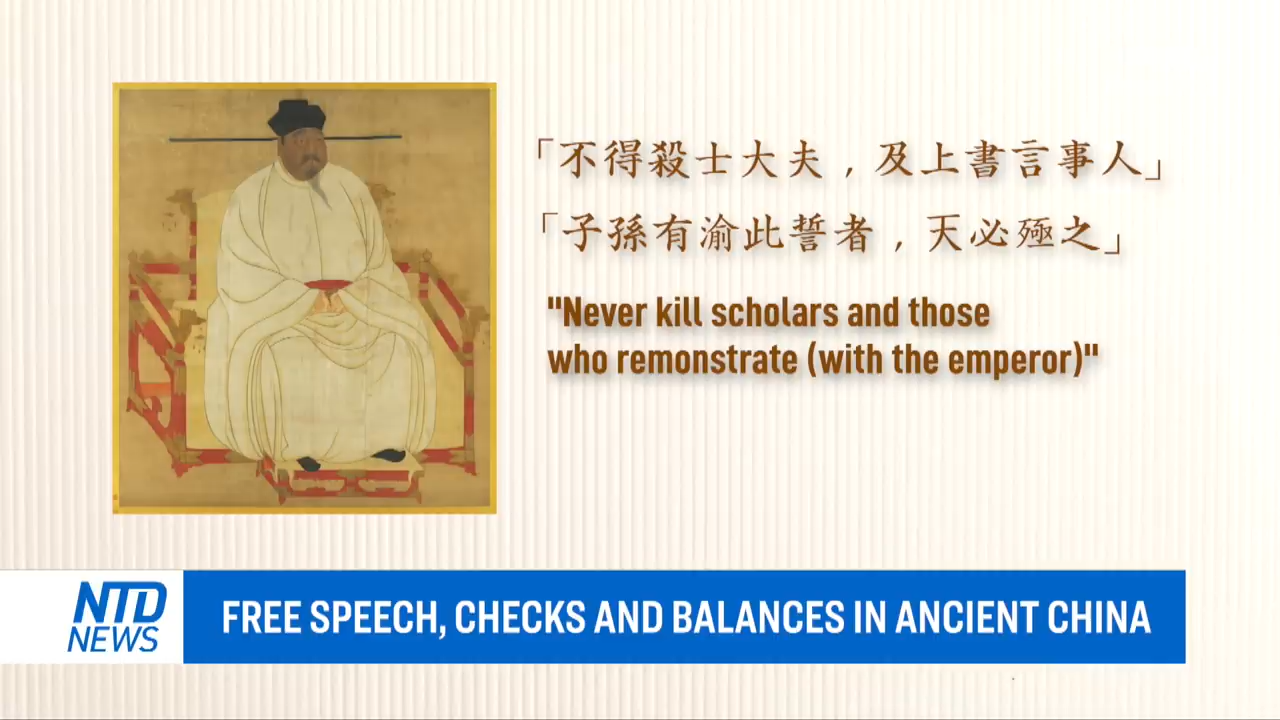 「不得殺士大夫，及上書言事人」
「子孫有渝此誓者，天必殛之」
"Never kill scholars and those
who remonstrate (with the emperor)"
NTD
NEWS
FREE SPEECH, CHECKS AND BALANCES IN ANCIENT CHINA